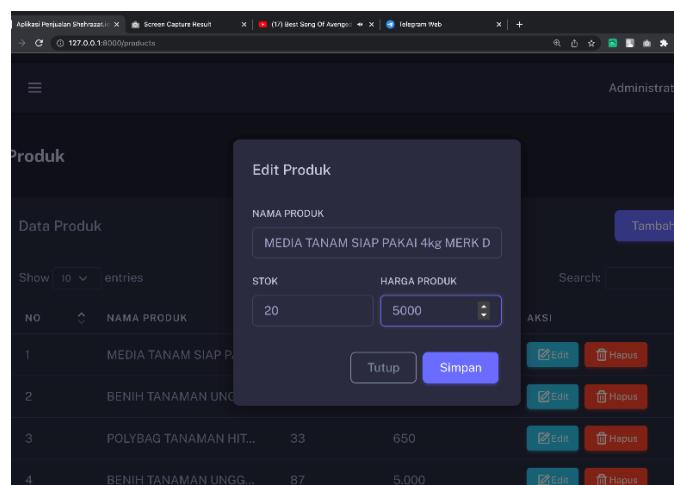 Aplikasi Penjualan Shehrazat.ic
Screen Capture Result
(17) Best Song Of Avenged
Telegram Web
127.0.0.1:8000/products
Administrat
Produk
Edit Produk
NAMA PRODUK
MEDIA TANAM SIAP PAKAI 4kg MERK D
STOK HARGA PRODUK
20 5000
Tutup Simpan
Data Produk
Tambah
Show 10 entries
Search:
NO NAMA PRODUK AKSI
1 MEDIA TANAM SIAP PA Edit Hapus
2 BENIH TANAMAN UNG Edit Hapus
3 POLYBAG TANAMAN HIT... 33 650 Edit Hapus
4 BENIH TANAMAN UNGG... 87 5.000 Edit Hapus